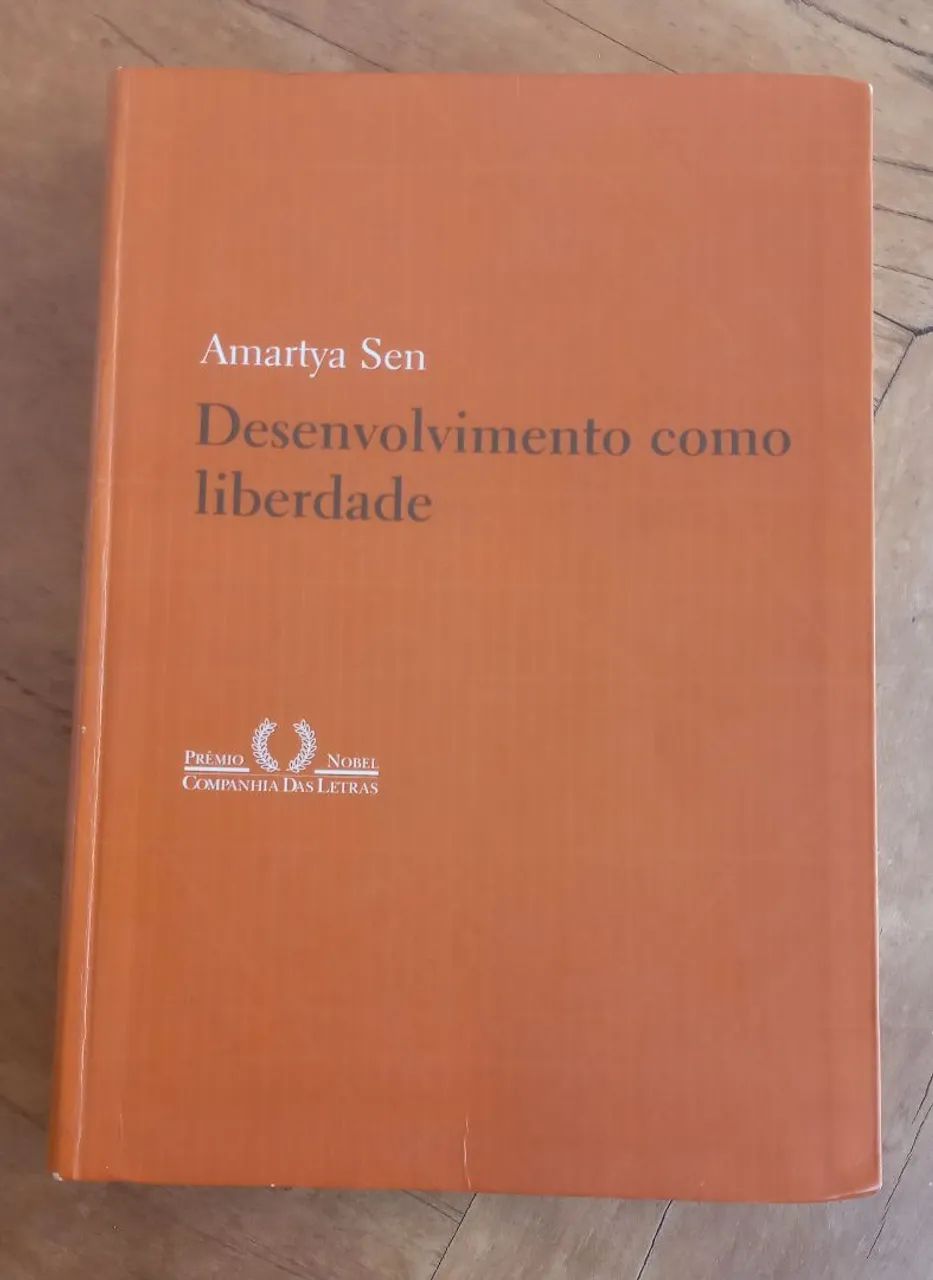 Amartya Sen
Desenvolvimento como
liberdade
PRÊMIO NOBEL
COMPANHIA DAS LETRAS